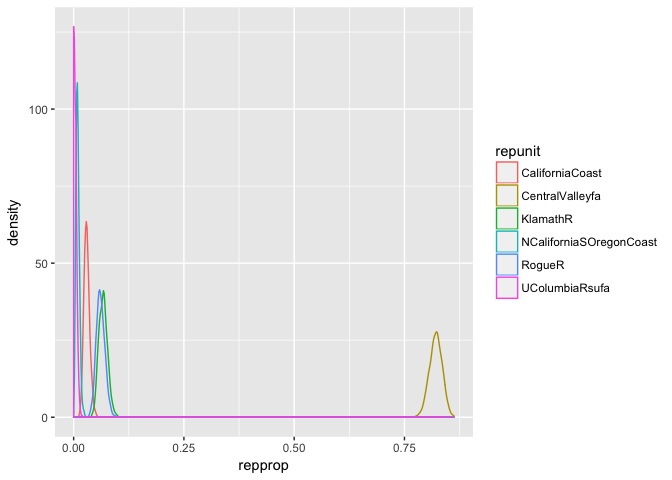 density
100
50
0
0.00 0.25 0.50 0.75
repprop
repunit
CaliforniaCoast
CentralValleyfa
KlamathR
NCaliforniaSOregonCoast
RogueR
UColumbiaRsufa